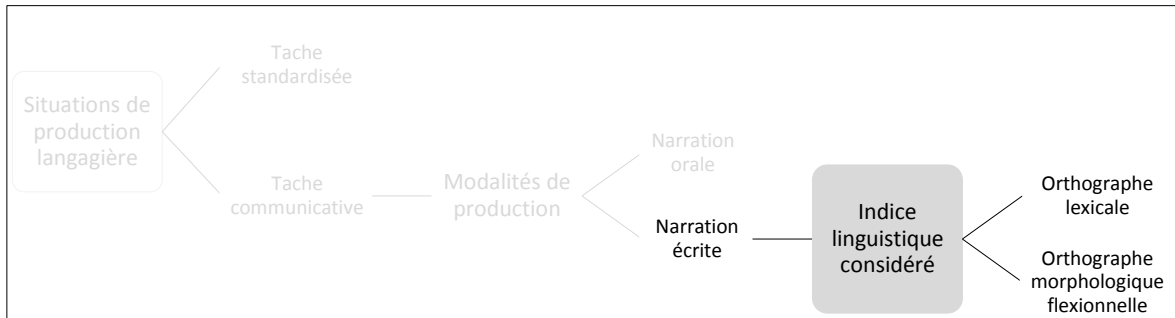 Situations de
production
langagière
Tache
standardisée
Tache
communicative
Modalités de
production
Narration
orale
Narration
écrite
Indice
linguistique
considéré
Orthographe
lexicale
Orthographe
morphologique
flexionnelle